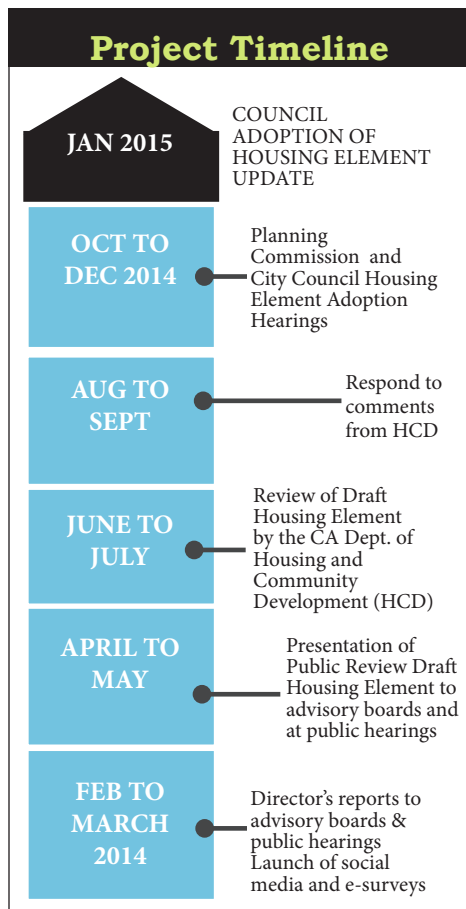 Project Timeline
JAN 2015
COUNCIL
ADOPTION OF
HOUSING ELEMENT
UPDATE
OCT TO
DEC 2014
Planning
Commission and
City Council Housing
Element Adoption
Hearings
AUG TO
SEPT
Respond to
comments
from HCD
JUNE TO
JULY
Review of Draft
Housing Element
by the CA Dept. of
Housing and
Community
Development (HCD)
APRIL TO
MAY
Presentation of
Public Review Draft
Housing Element to
advisory boards and
at public hearings
FEB TO
MARCH
2014
Director’s reports to
advisory boards &
public hearings
Launch of social
media and e-surveys